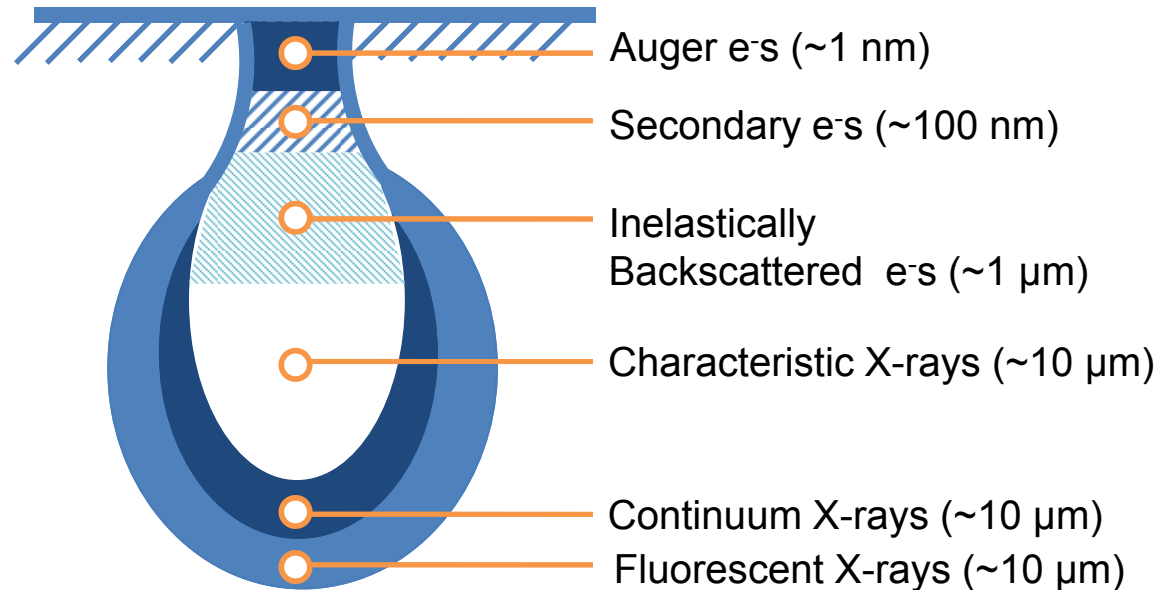 Auger e⁻s (~1 nm)
Secondary e⁻s (~100 nm)
Inelastically
Backscattered e⁻s (~1 µm)
Characteristic X-rays (~10 µm)
Continuum X-rays (~10 µm)
Fluorescent X-rays (~10 µm)